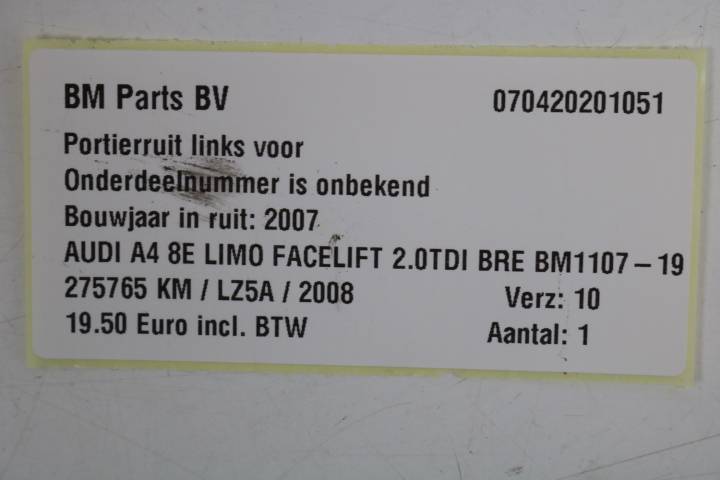 BM Parts BV 070420201051
Portierruit links voor
Onderdeelnummer is onbekend
Bouwjaar in ruit: 2007
AUDI A4 8E LIMO FACELIFT 2.0TDI BRE BM1107-19
275765 KM / LZ5A / 2008 Verz: 10
19.50 Euro incl. BTW Aantal: 1